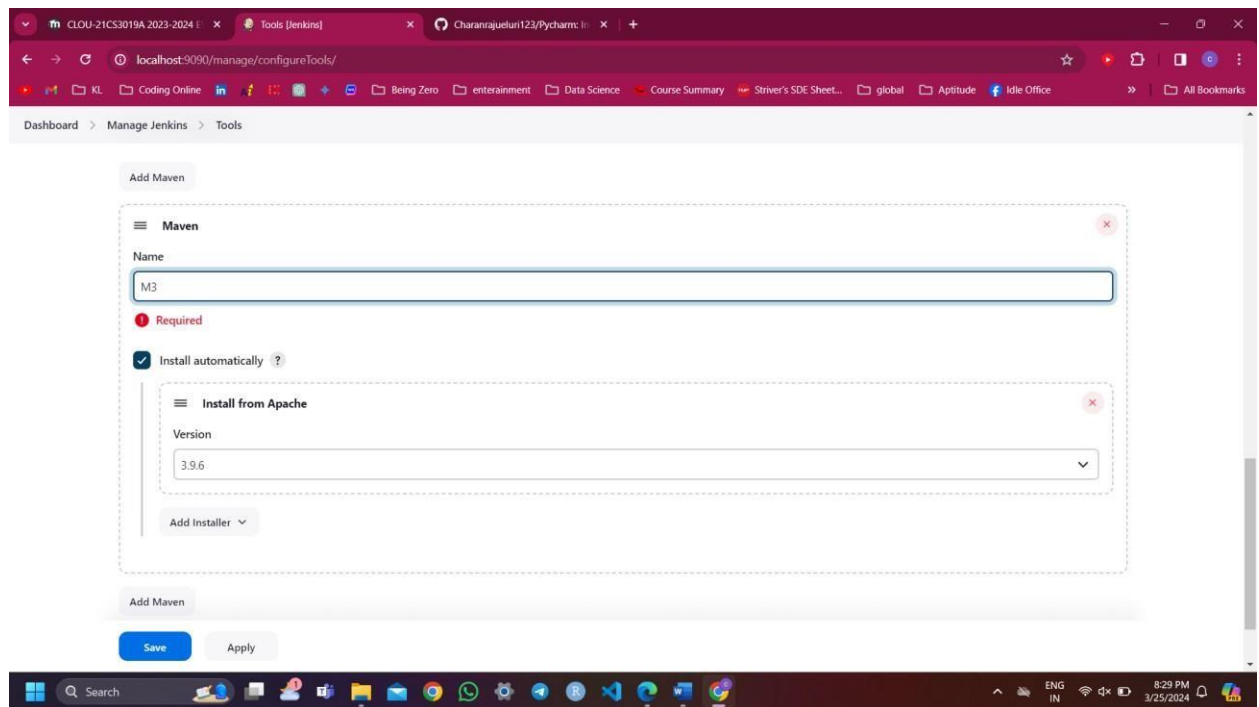 CLOU-21CS3019A 2023-2024 E
Tools [Jenkins]
Charanrajueluri123/Pycharm: In
localhost:9090/manage/configureTools/
KL
Coding Online
Being Zero
enterainment
Data Science
Course Summary
Striver's SDE Sheet...
global
Aptitude
Idle Office
»
All Bookmarks
Dashboard > Manage Jenkins > Tools
Add Maven
Maven
Name
M3
Required
Install automatically ?
Install from Apache
Version
3.9.6
Add Installer
Add Maven
Save
Apply
Search
ENG
IN
8:29 PM
3/25/2024